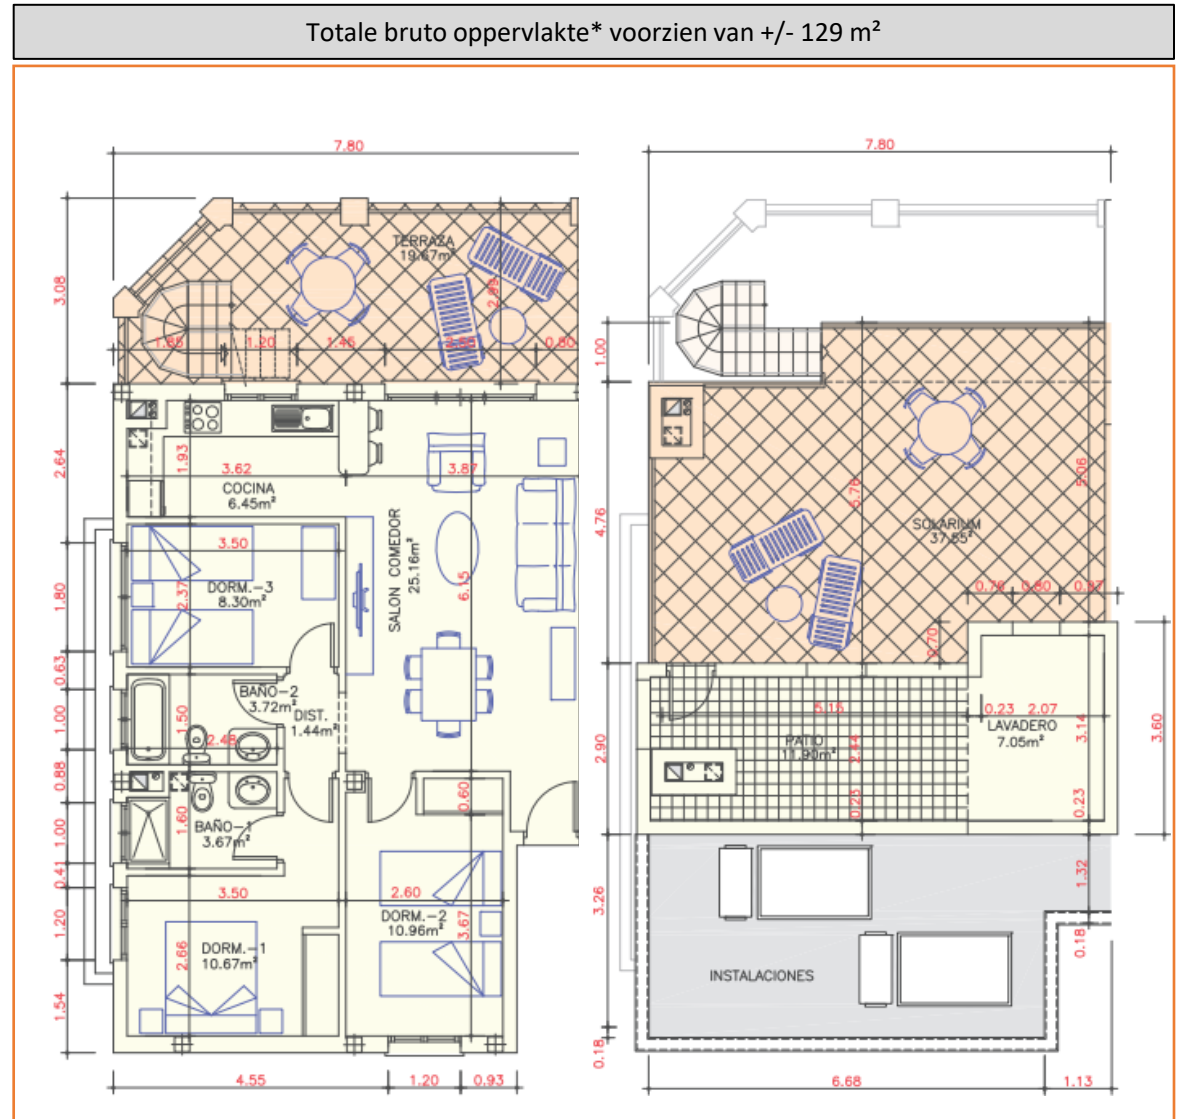 Totale bruto oppervlakte* voorzien van +/- 129 m²
7.80
7.80
3.08
TERRAZA
19.67m²
2.99
1.85
1.20
1.45
0.80
1.00
2.64
1.93
3.62
3.87
COCINA
6.45m²
3.50
DORM.-3
8.30m²
2.37
SALON COMEDOR
25.16m²
6.15
1.80
0.63
1.00
0.88
1.00
0.41
1.20
1.54
BAÑO-2
3.72m²
1.50
2.48
DIST.
1.44m²
1.60
BAÑO-1
3.67m²
0.60
3.50
2.60
DORM.-2
10.96m²
3.67
DORM.-1
10.67m²
2.66
4.55
1.20
0.93
4.76
5.78
5.06
SOLARIUM
37.55m²
0.76
0.80
0.87
0.70
5.15
0.23
2.07
PATIO
11.90m²
2.44
LAVADERO
7.05m²
3.14
3.60
2.90
0.23
0.23
3.26
1.32
0.18
INSTALACIONES
0.18
6.68
1.13